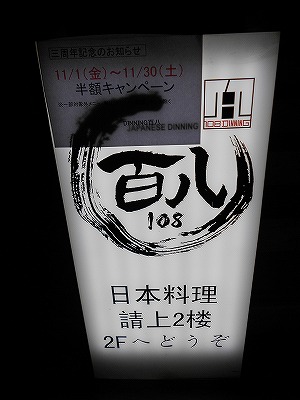 三周年記念のお知らせ
11/1(金)～11/30(土)
半額キャンペーン
DINNING百八
JAPANESE DINNING
108DINNING
百八
108
日本料理
請上2楼
2Fへどうぞ